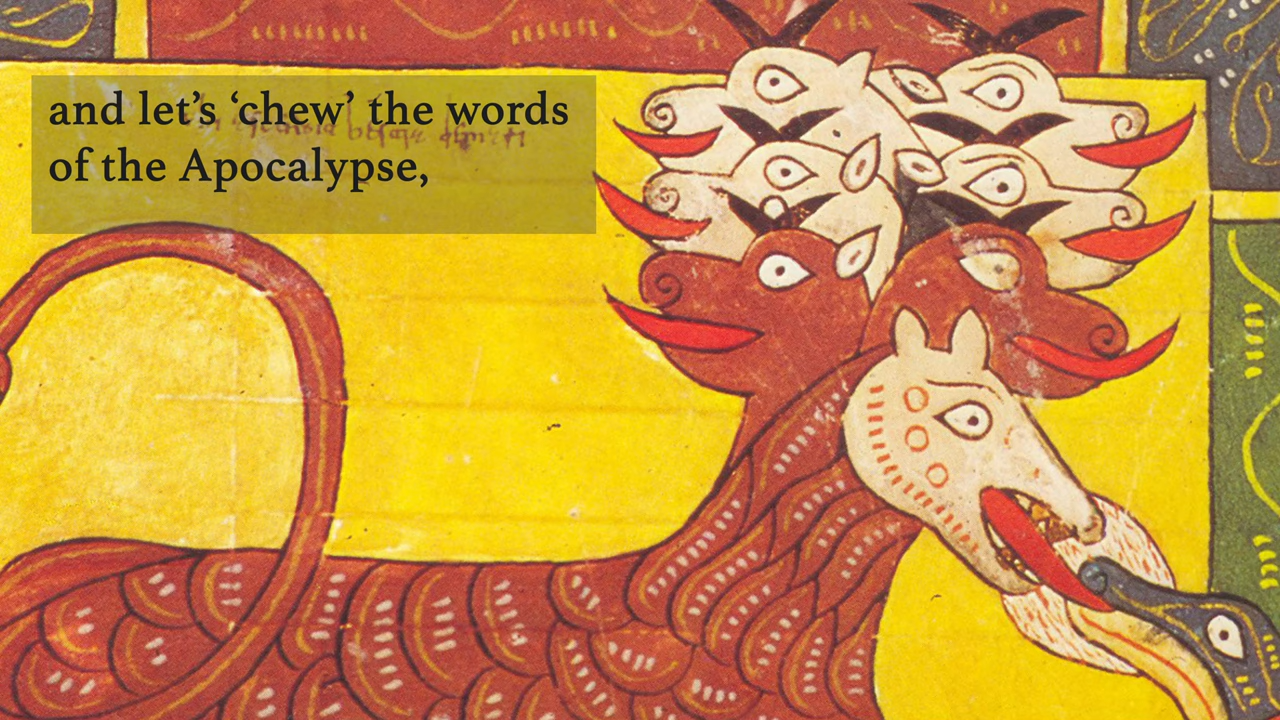 and let’s ‘chew’ the words
of the Apocalypse,